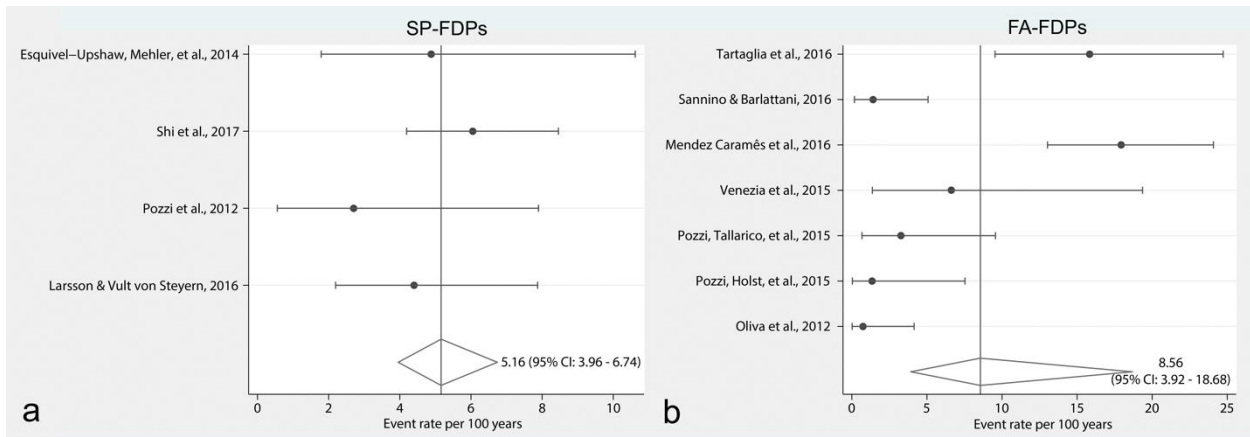 SP-FDPs
Esquivel–Upshaw, Mehler, et al., 2014
Shi et al., 2017
Pozzi et al., 2012
Larsson & Vult von Steyern, 2016
5.16 (95% CI: 3.96 - 6.74)
0 2 4 6 8 10
Event rate per 100 years
a
FA-FDPs
Tartaglia et al., 2016
Sannino & Barlattani, 2016
Mendez Caramês et al., 2016
Venezia et al., 2015
Pozzi, Tallarico, et al., 2015
Pozzi, Holst, et al., 2015
Oliva et al., 2012
8.56
(95% CI: 3.92 - 18.68)
0 5 10 15 20 25
Event rate per 100 years
b